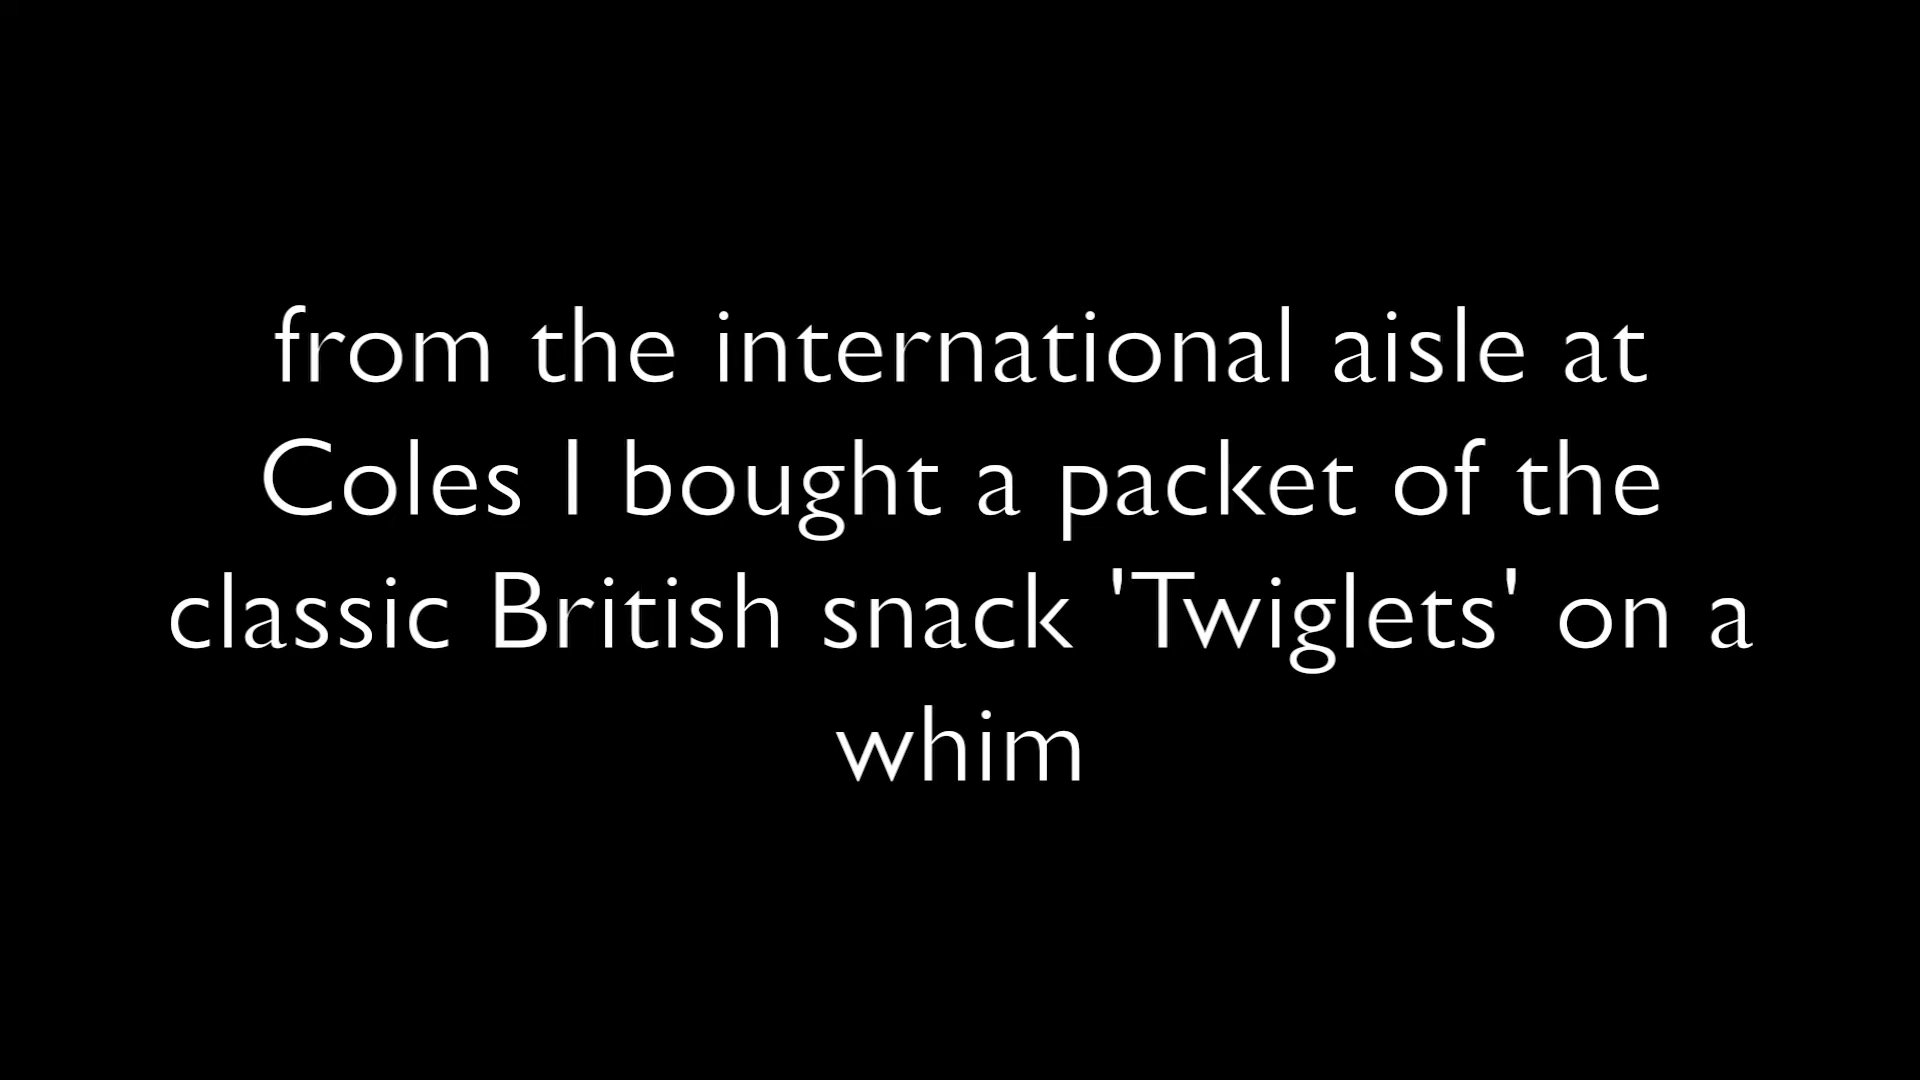 from the international aisle at
Coles I bought a packet of the
classic British snack 'Twiglets' on a
whim